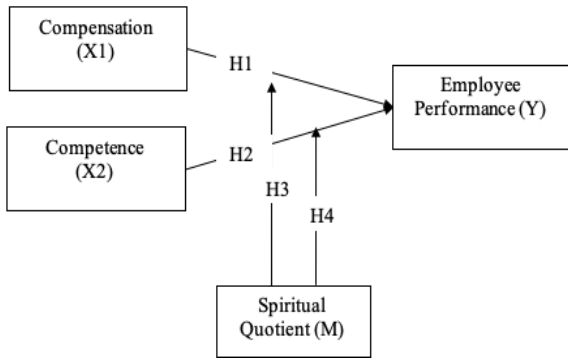 Compensation
(X1)
H1
Employee
Performance (Y)
Competence
(X2)
H2
H3
H4
Spiritual
Quotient (M)